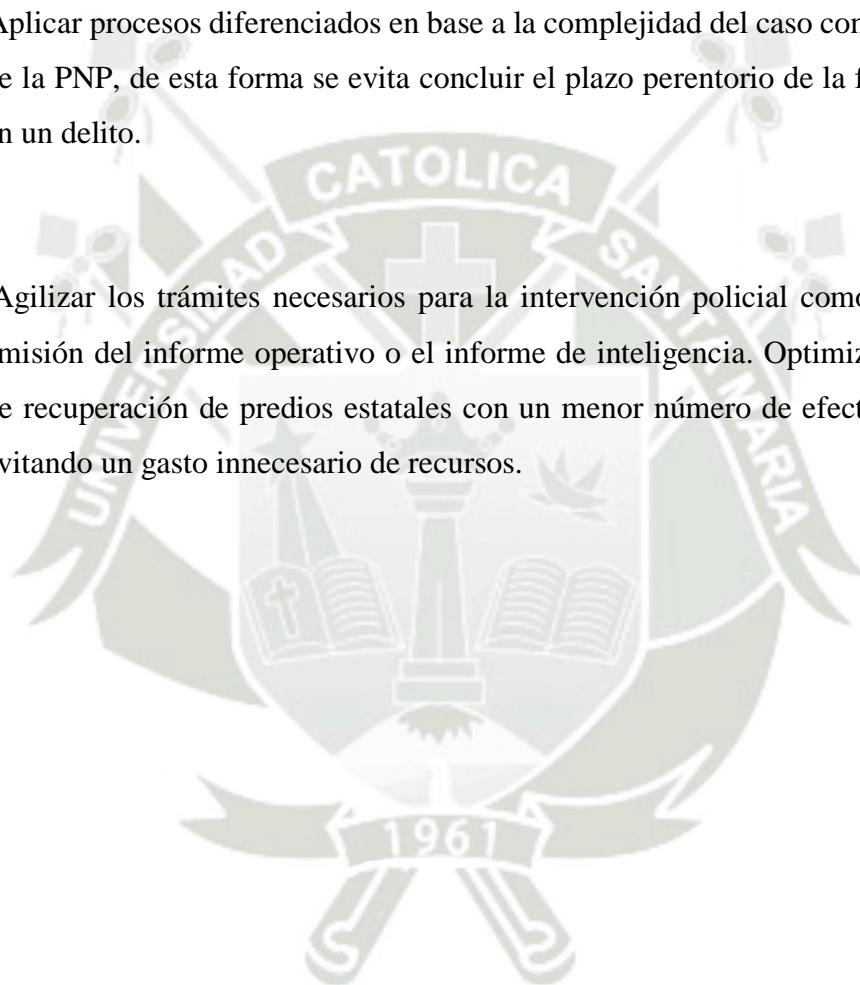 Aplicar procesos diferenciados en base a la complejidad del caso con
e la PNP, de esta forma se evita concluir el plazo perentorio de la f
n un delito.
CATOLICA
UNIVERSIDAD
SANTA MARIA
Agilizar los trámites necesarios para la intervención policial como
misión del informe operativo o el informe de inteligencia. Optimiz
e recuperación de predios estatales con un menor número de efect
vitando un gasto innecesario de recursos.
1961